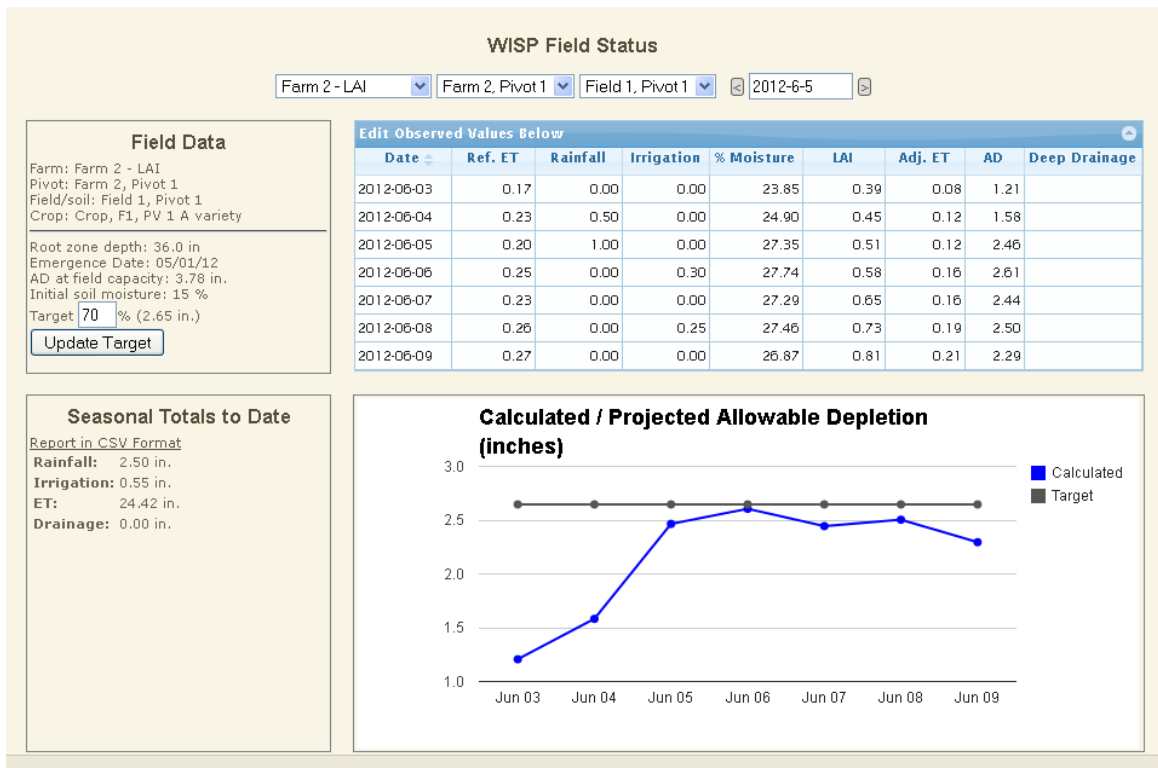 WISP Field Status
Farm 2 - LAI Farm 2, Pivot 1 Field 1, Pivot 1 < 2012-6-5 >
Field Data
Farm: Farm 2 - LAI
Pivot: Farm 2, Pivot 1
Field/soil: Field 1, Pivot 1
Crop: Crop, F1, PV 1 A variety
Root zone depth: 36.0 in
Emergence Date: 05/01/12
AD at field capacity: 3.78 in.
Initial soil moisture: 15 %
Target 70 % (2.65 in.)
Update Target
Edit Observed Values Below
Date Ref. ET Rainfall Irrigation % Moisture LAI Adj. ET AD Deep Drainage
2012-06-03 0.17 0.00 0.00 23.85 0.39 0.08 1.21
2012-06-04 0.23 0.50 0.00 24.90 0.45 0.12 1.58
2012-06-05 0.20 1.00 0.00 27.35 0.51 0.12 2.46
2012-06-06 0.25 0.00 0.30 27.74 0.58 0.16 2.61
2012-06-07 0.23 0.00 0.00 27.29 0.65 0.16 2.44
2012-06-08 0.26 0.00 0.25 27.46 0.73 0.19 2.50
2012-06-09 0.27 0.00 0.00 26.87 0.81 0.21 2.29
Seasonal Totals to Date
Report in CSV Format
Rainfall: 2.50 in.
Irrigation: 0.55 in.
ET: 24.42 in.
Drainage: 0.00 in.
Calculated / Projected Allowable Depletion
(inches)
3.0
2.5
2.0
1.5
1.0
Jun 03 Jun 04 Jun 05 Jun 06 Jun 07 Jun 08 Jun 09
Calculated
Target